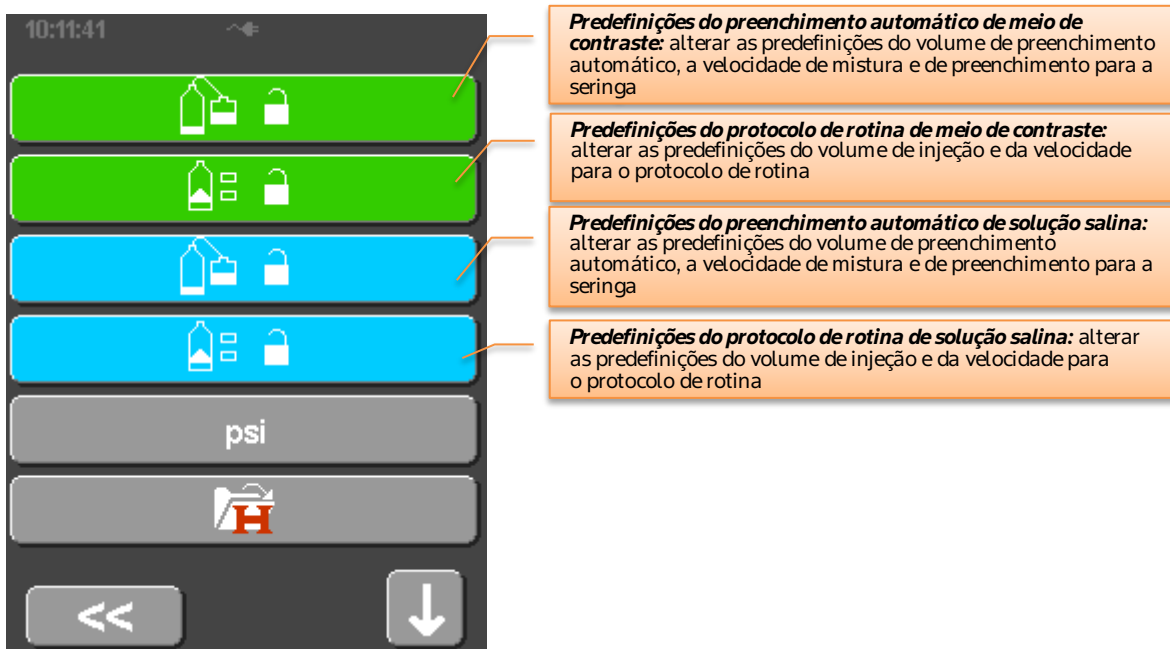 10:11:41
psi
H
<<
Predefinições do preenchimento automático de meio de
contraste: alterar as predefinições do volume de preenchimento
automático, a velocidade de mistura e de preenchimento para a
seringa
Predefinições do protocolo de rotina de meio de contraste:
alterar as predefinições do volume de injeção e da velocidade
para o protocolo de rotina
Predefinições do preenchimento automático de solução salina:
alterar as predefinições do volume de preenchimento
automático, a velocidade de mistura e de preenchimento para a
seringa
Predefinições do protocolo de rotina de solução salina: alterar
as predefinições do volume de injeção e da velocidade para
o protocolo de rotina